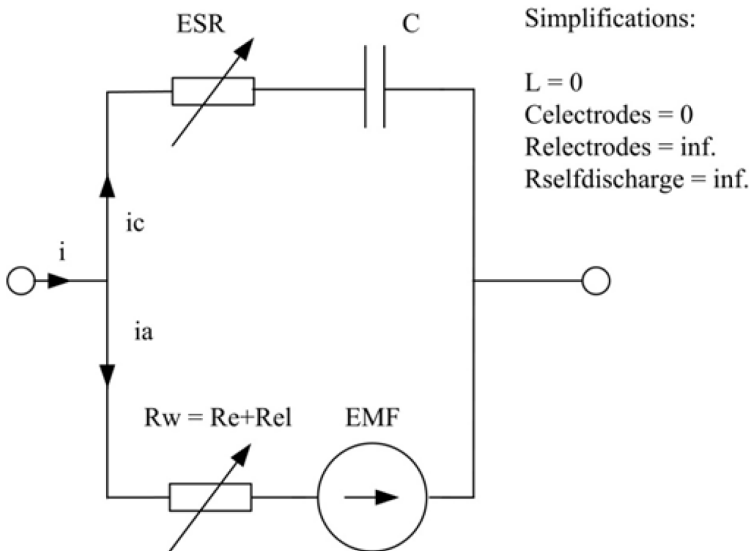 ESR
C
Simplifications:
L = 0
Celectrodes = 0
Relectrodes = inf.
Rselfdischarge = inf.
ic
i
ia
Rw = Re+Rel
EMF